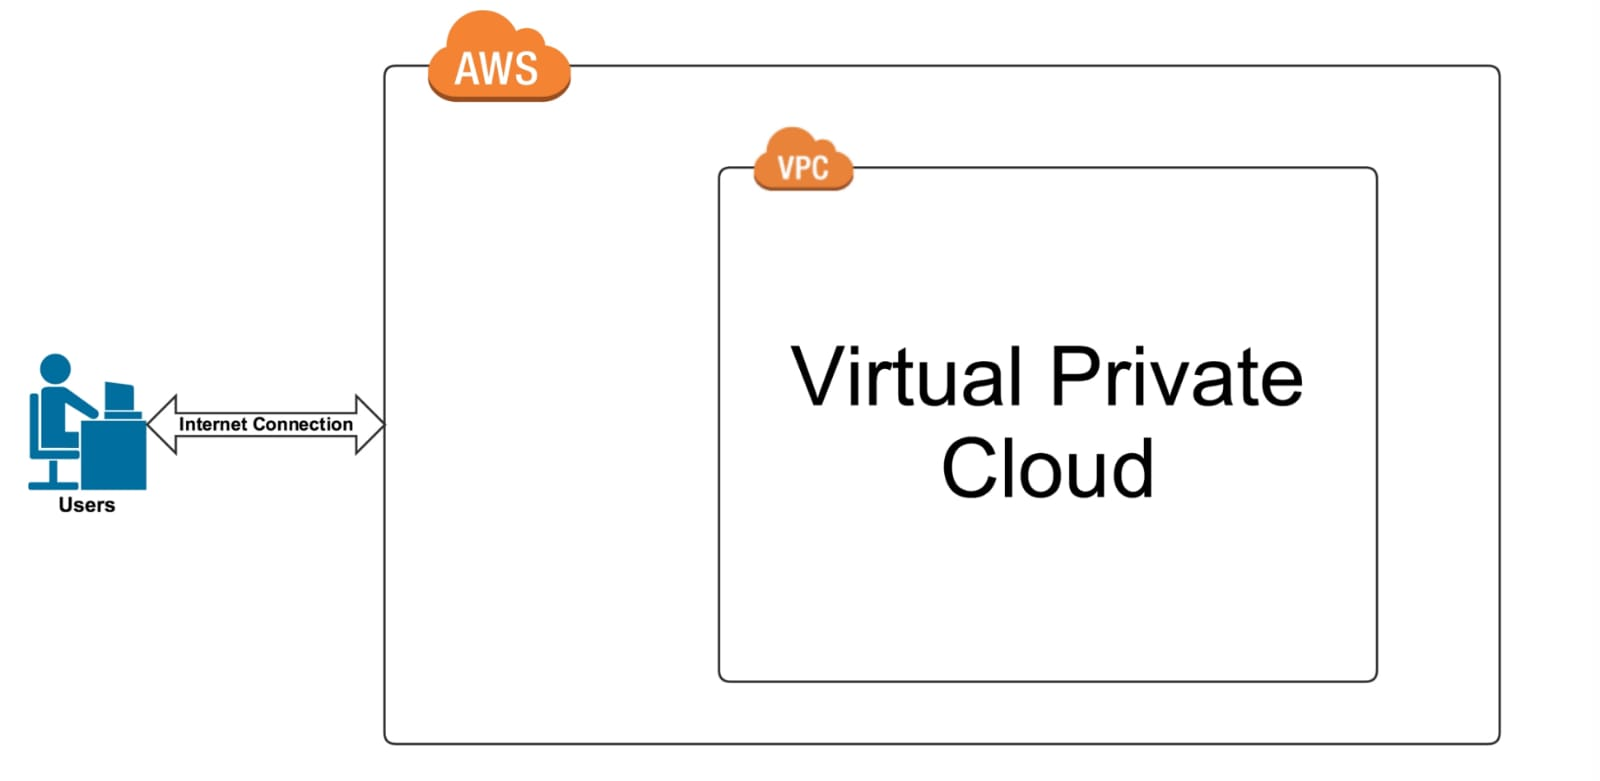 AWS
VPC
Virtual Private
Cloud
Internet Connection
Users